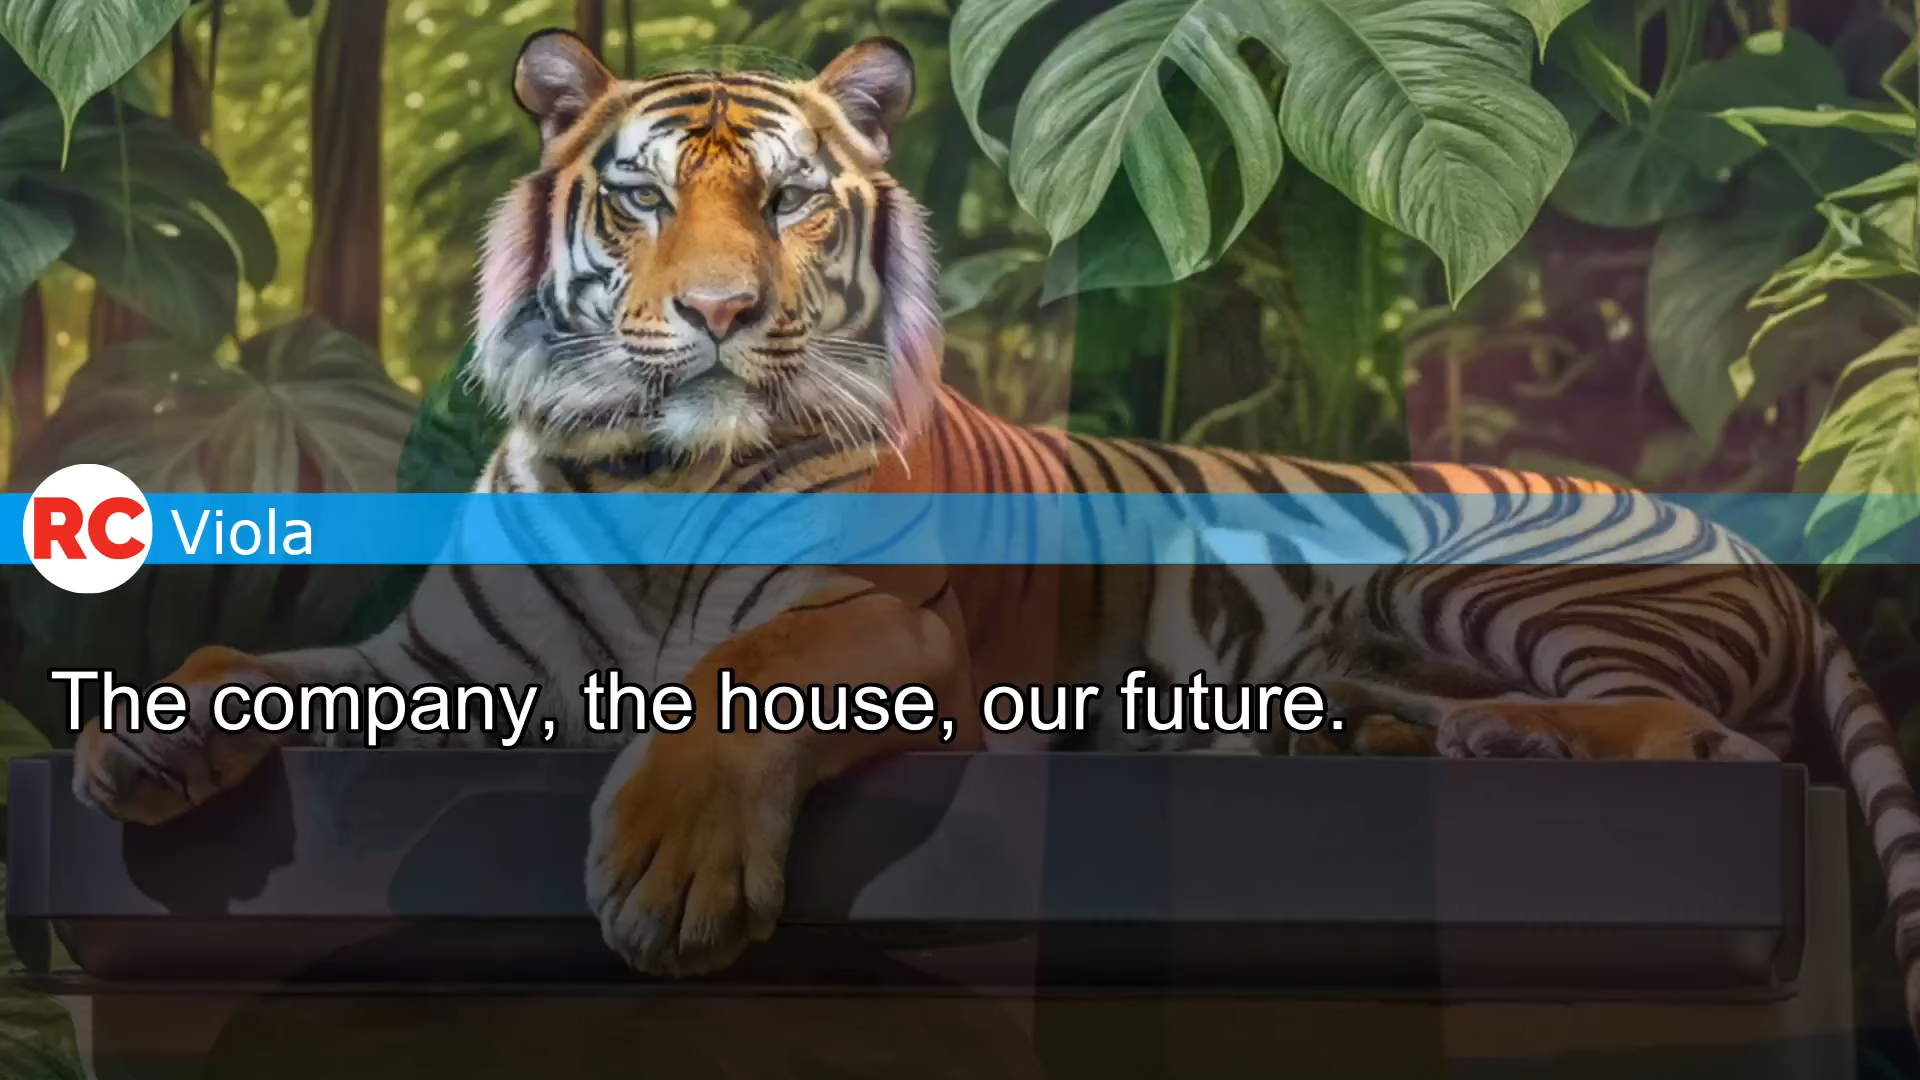 RC Viola
The company, the house, our future.